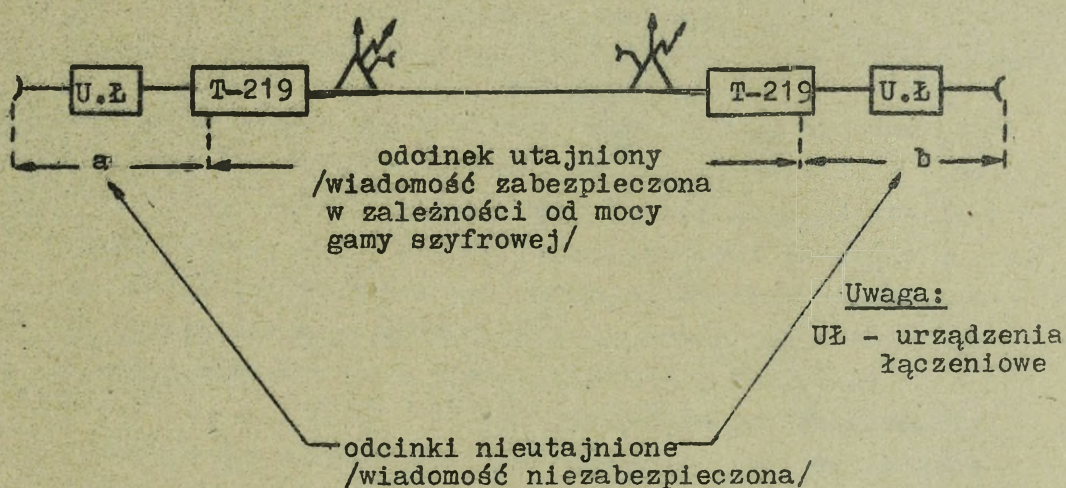 U.Ł
T-219
T-219
U.Ł
a
odcinek utajniony
b
/wiadomość zabezpieczona
w zależności od mocy
gamy szyfrowej/
Uwaga:
UŁ - urządzenia
łączeniowe
odcinki nieutajnione
/wiadomość niezabezpieczona/